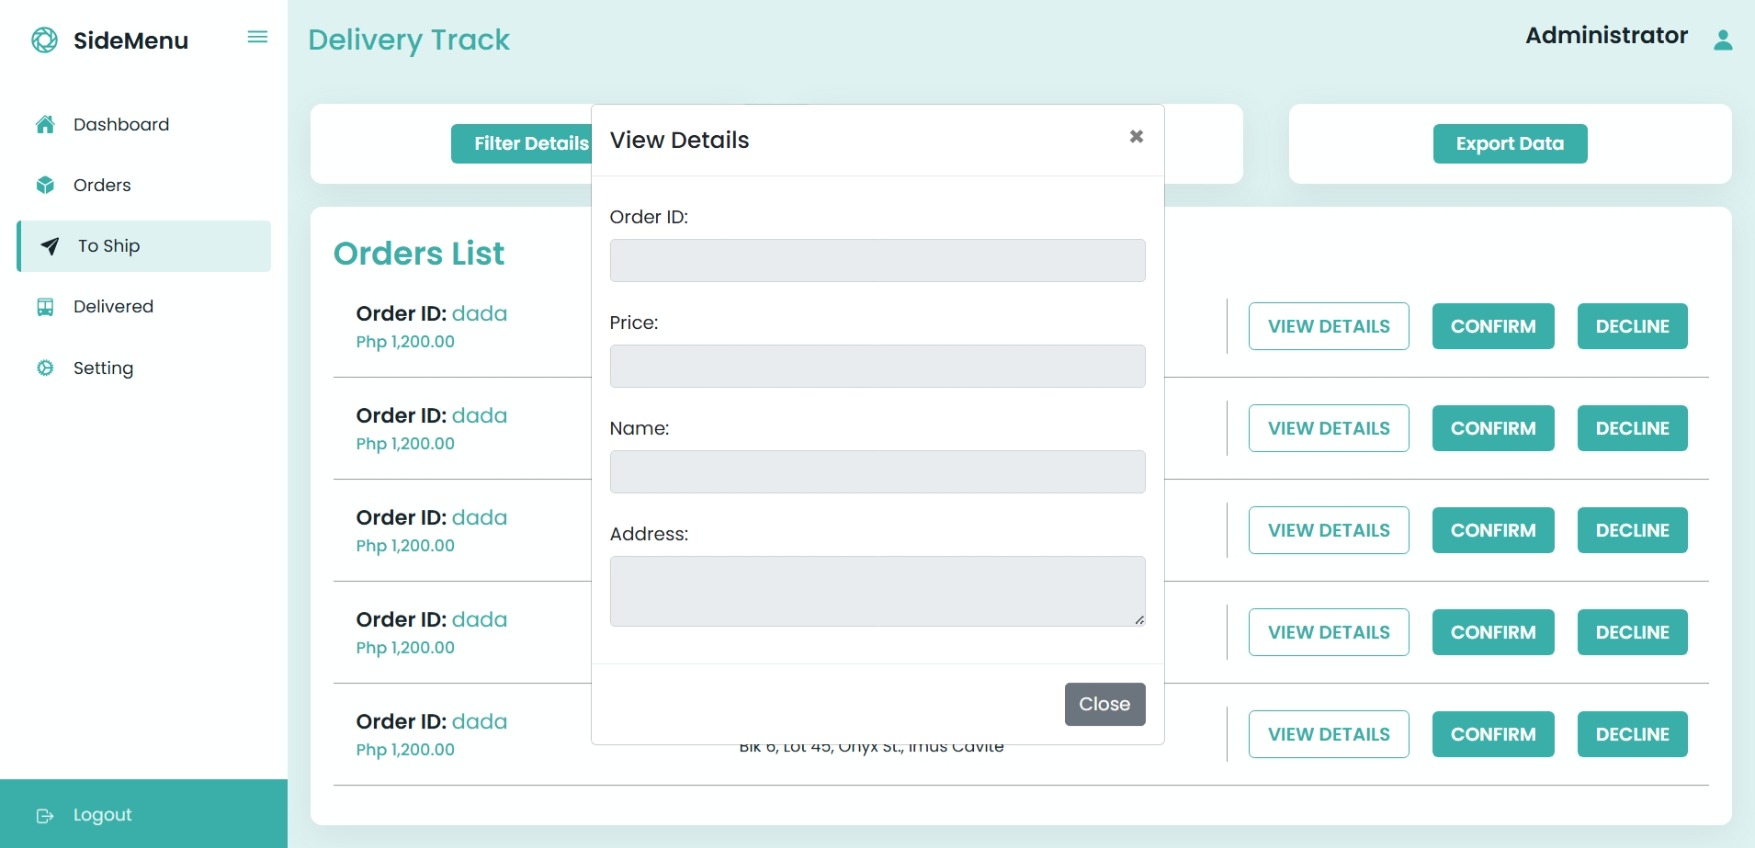 SideMenu
Dashboard
Orders
To Ship
Delivered
Setting
Logout
Delivery Track
Administrator
Filter Details
Export Data
Orders List
Order ID: dada
Php 1,200.00
VIEW DETAILS CONFIRM DECLINE
Order ID: dada
Php 1,200.00
VIEW DETAILS CONFIRM DECLINE
Order ID: dada
Php 1,200.00
VIEW DETAILS CONFIRM DECLINE
Order ID: dada
Php 1,200.00
VIEW DETAILS CONFIRM DECLINE
Order ID: dada
Php 1,200.00
Blk 6, Lot 45, Onyx St., Imus Cavite
VIEW DETAILS CONFIRM DECLINE
View Details
Order ID:
Price:
Name:
Address:
Close